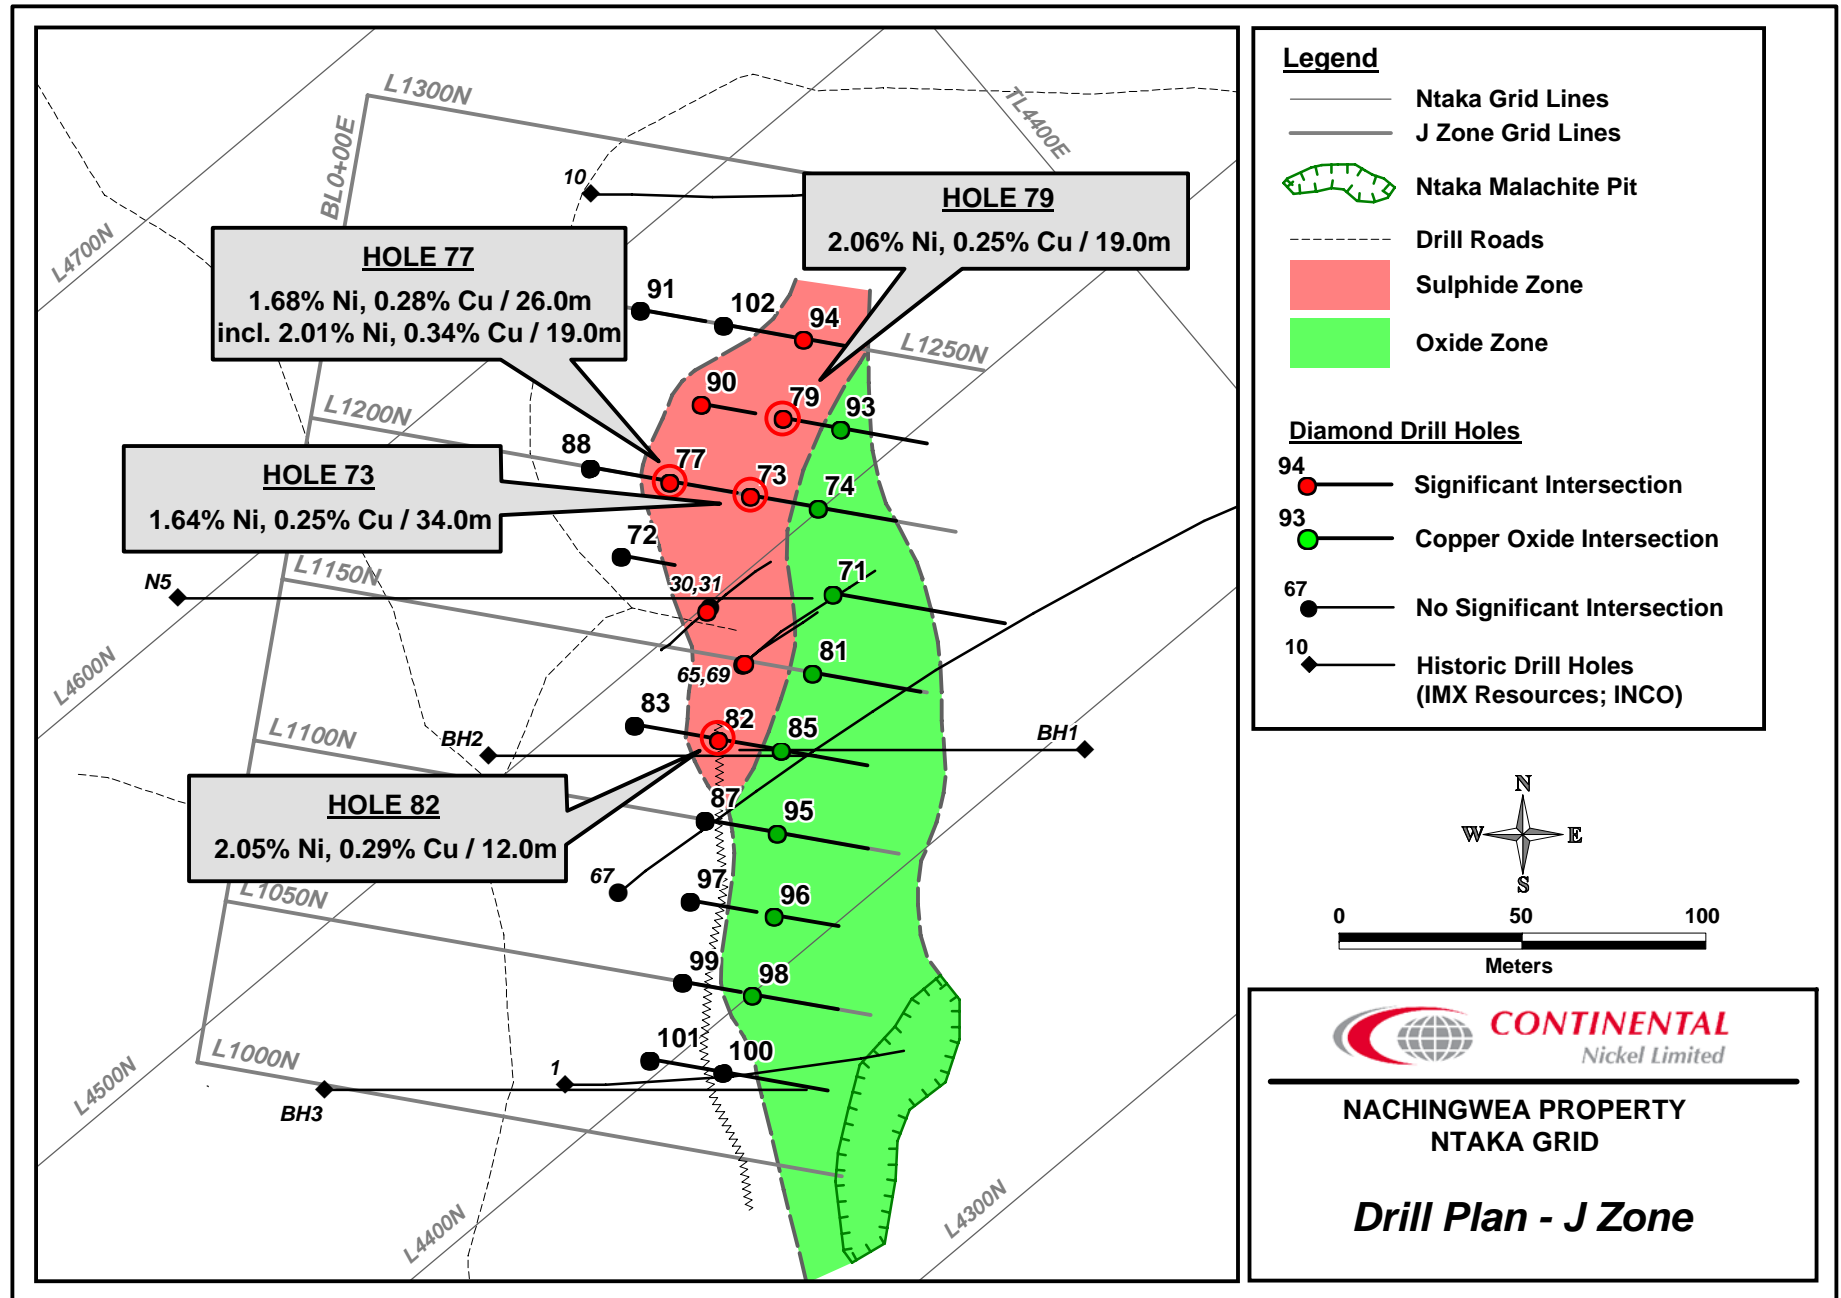 L1300N
BL0+00E
TL4400E
10
L4700N
HOLE 79
2.06% Ni, 0.25% Cu / 19.0m
HOLE 77
1.68% Ni, 0.28% Cu / 26.0m
incl. 2.01% Ni, 0.34% Cu / 19.0m
91
102
94
L1250N
90
79
93
L1200N
88
77
73
74
HOLE 73
1.64% Ni, 0.25% Cu / 34.0m
72
L1150N
N5
30,31
71
L4600N
65,69
81
83
82
85
L1100N
BH2
BH1
HOLE 82
2.05% Ni, 0.29% Cu / 12.0m
87
95
67
97
96
L1050N
99
98
L1000N
101
100
1
BH3
L4500N
L4400N
L4300N
Legend
Ntaka Grid Lines
J Zone Grid Lines
Ntaka Malachite Pit
Drill Roads
Sulphide Zone
Oxide Zone
Diamond Drill Holes
94
Significant Intersection
93
Copper Oxide Intersection
67
No Significant Intersection
10
Historic Drill Holes
(IMX Resources; INCO)
N
W
E
S
0
50
100
Meters
CONTINENTAL
Nickel Limited
NACHINGWEA PROPERTY
NTAKA GRID
Drill Plan - J Zone